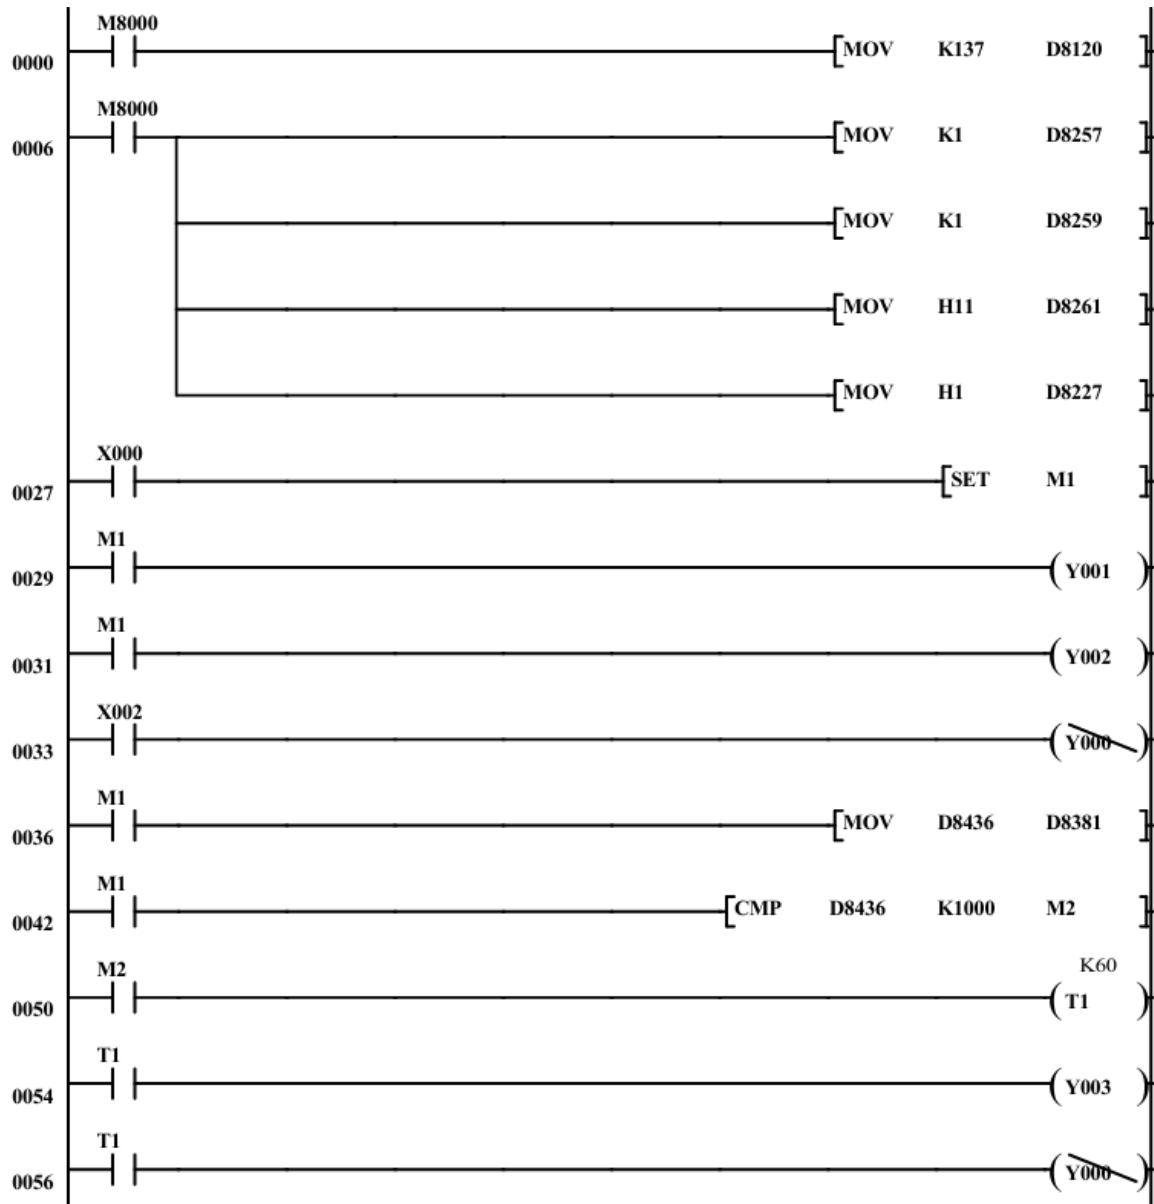 M8000
0000 MOV K137 D8120
M8000
0006 MOV K1 D8257
MOV K1 D8259
MOV H11 D8261
MOV H1 D8227
X000
0027 SET M1
M1
0029 Y001
M1
0031 Y002
X002
0033 Y000
M1
0036 MOV D8436 D8381
M1
0042 CMP D8436 K1000 M2
M2 K60
0050 T1
T1
0054 Y003
T1
0056 Y000